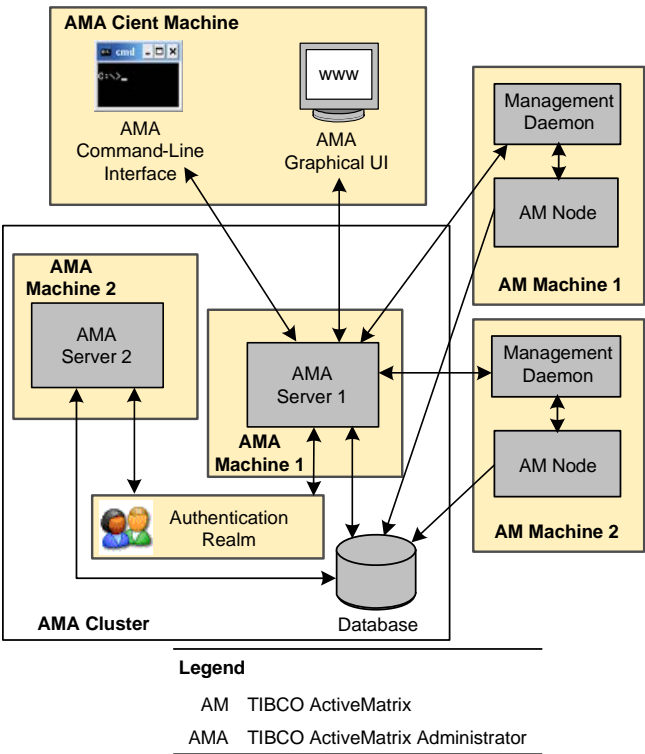 AMA Cient Machine
cmd
C:\>_
www
AMA
Command-Line
Interface
AMA
Graphical UI
Management
Daemon
AM Node
AM Machine 1
AMA
Machine 2
AMA
Server 2
AMA
Server 1
AMA
Machine 1
Management
Daemon
AM Node
AM Machine 2
Authentication
Realm
AMA Cluster
Database
Legend
AM TIBCO ActiveMatrix
AMA TIBCO ActiveMatrix Administrator